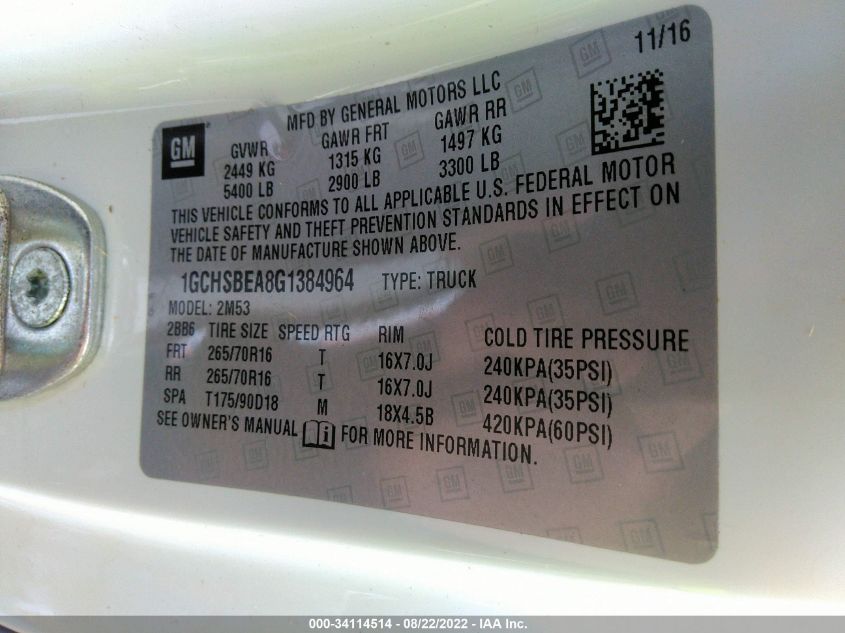 11/16
MFD BY GENERAL MOTORS LLC
GM
GVWR GAWR FRT GAWR RR
2449 KG 1315 KG 1497 KG
5400 LB 2900 LB 3300 LB
THIS VEHICLE CONFORMS TO ALL APPLICABLE U.S. FEDERAL MOTOR
VEHICLE SAFETY AND THEFT PREVENTION STANDARDS IN EFFECT ON
THE DATE OF MANUFACTURE SHOWN ABOVE.
1GCHSBEA8G1384964 TYPE: TRUCK
MODEL: 2M53
2BB6 TIRE SIZE SPEED RTG RIM COLD TIRE PRESSURE
FRT 265/70R16 T 16X7.0J 240KPA(35PSI)
RR 265/70R16 T 16X7.0J 240KPA(35PSI)
SPA T175/90D18 M 18X4.5B 420KPA(60PSI)
SEE OWNER'S MANUAL FOR MORE INFORMATION.
000-34114514 - 08/22/2022 - IAA Inc.